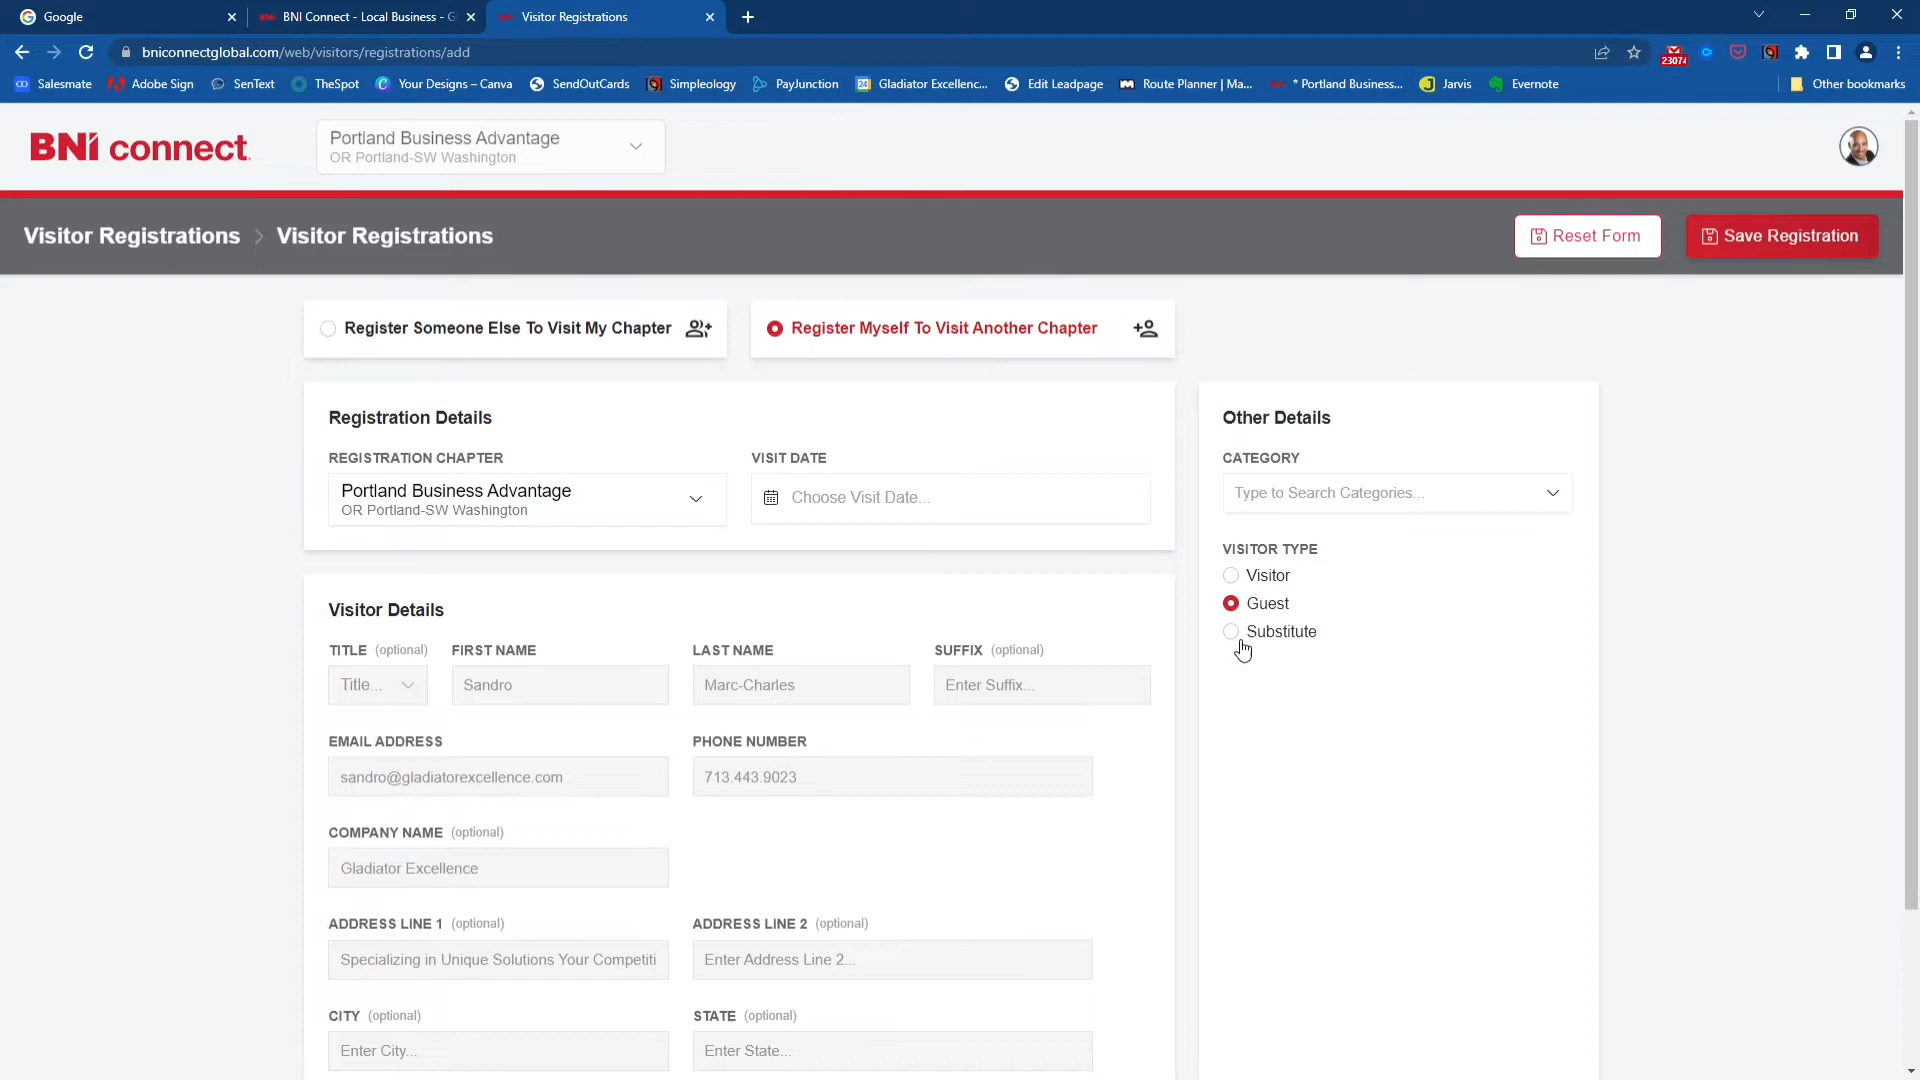 Google
BNI Connect - Local Business - G
Visitor Registrations
bniconnectglobal.com/web/visitors/registrations/add
23074
Salesmate
Adobe Sign
SenText
TheSpot
Your Designs – Canva
SendOutCards
Simpleology
PayJunction
Gladiator Excellenc...
Edit Leadpage
Route Planner | Ma...
* Portland Business...
Jarvis
Evernote
Other bookmarks
BNI connect
Portland Business Advantage
OR Portland-SW Washington
Visitor Registrations > Visitor Registrations
Reset Form
Save Registration
Register Someone Else To Visit My Chapter
Register Myself To Visit Another Chapter
Registration Details
REGISTRATION CHAPTER
Portland Business Advantage
OR Portland-SW Washington
VISIT DATE
Choose Visit Date...
Other Details
CATEGORY
Type to Search Categories...
VISITOR TYPE
Visitor
Guest
Substitute
Visitor Details
TITLE (optional)
Title...
FIRST NAME
Sandro
LAST NAME
Marc-Charles
SUFFIX (optional)
Enter Suffix...
EMAIL ADDRESS
sandro@gladiatorexcellence.com
PHONE NUMBER
713.443.9023
COMPANY NAME (optional)
Gladiator Excellence
ADDRESS LINE 1 (optional)
Specializing in Unique Solutions Your Competiti
ADDRESS LINE 2 (optional)
Enter Address Line 2...
CITY (optional)
Enter City...
STATE (optional)
Enter State...